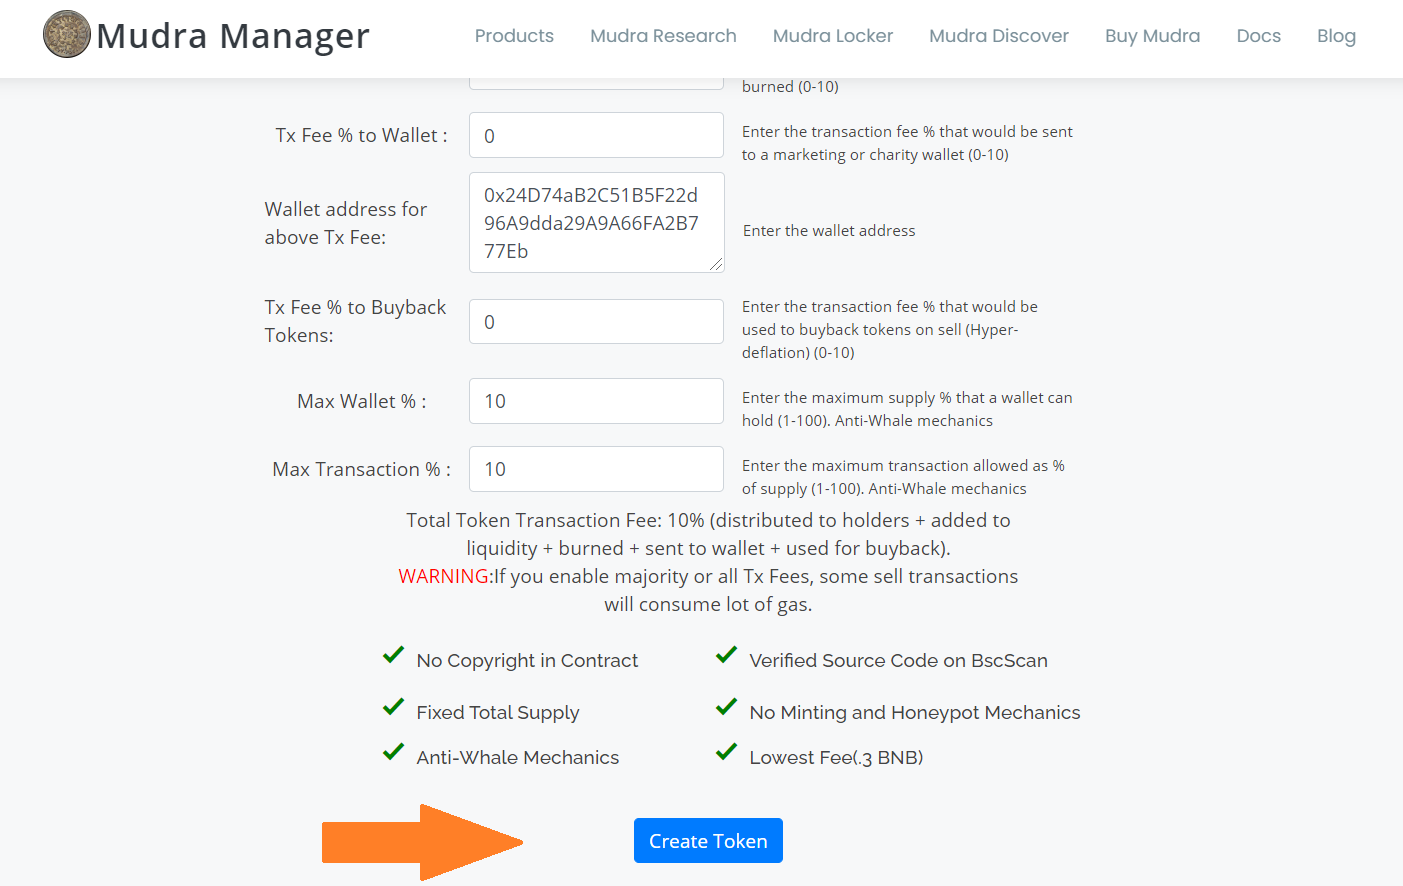 Mudra Manager
Products Mudra Research Mudra Locker Mudra Discover Buy Mudra Docs Blog
burned (0-10)
Tx Fee % to Wallet :
0
Enter the transaction fee % that would be sent
to a marketing or charity wallet (0-10)
Wallet address for
above Tx Fee:
0x24D74aB2C51B5F22d
96A9dda29A9A66FA2B7
77Eb
Enter the wallet address
Tx Fee % to Buyback
Tokens:
0
Enter the transaction fee % that would be
used to buyback tokens on sell (Hyper-
deflation) (0-10)
Max Wallet % :
10
Enter the maximum supply % that a wallet can
hold (1-100). Anti-Whale mechanics
Max Transaction % :
10
Enter the maximum transaction allowed as %
of supply (1-100). Anti-Whale mechanics
Total Token Transaction Fee: 10% (distributed to holders + added to
liquidity + burned + sent to wallet + used for buyback).
WARNING:If you enable majority or all Tx Fees, some sell transactions
will consume lot of gas.
No Copyright in Contract
Verified Source Code on BscScan
Fixed Total Supply
No Minting and Honeypot Mechanics
Anti-Whale Mechanics
Lowest Fee(.3 BNB)
Create Token